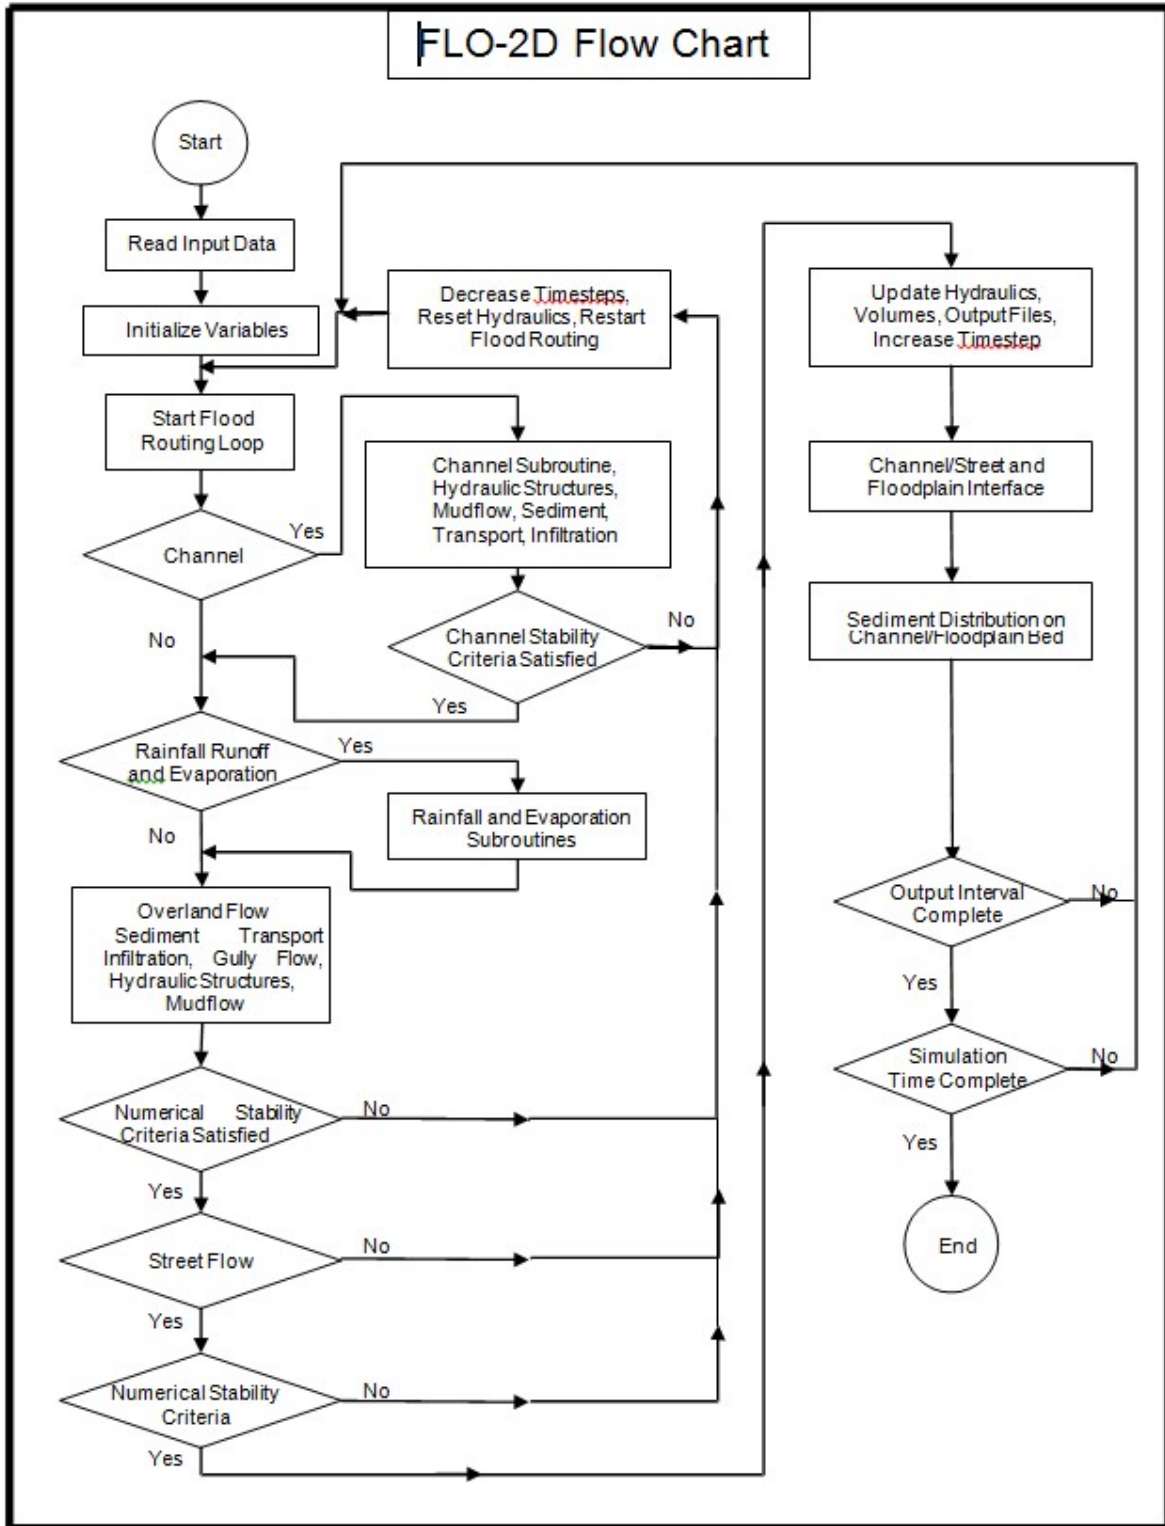 FLO-2D Flow Chart
Start
Read Input Data
Initialize Variables
Start Flood
Routing Loop
Channel
Yes
No
Channel Subroutine,
Hydraulic Structures,
Mudflow, Sediment,
Transport, Infiltration
Channel Stability
Criteria Satisfied
No
Yes
Decrease Timesteps,
Reset Hydraulics, Restart
Flood Routing
Rainfall Runoff
and Evaporation
Yes
No
Rainfall and Evaporation
Subroutines
Overland Flow
Sediment Transport
Infiltration, Gully Flow,
Hydraulic Structures,
Mudflow
Numerical Stability
Criteria Satisfied
No
Yes
Street Flow
No
Yes
Numerical Stability
Criteria
No
Yes
Update Hydraulics,
Volumes, Output Files,
Increase Timestep
Channel/Street and
Floodplain Interface
Sediment Distribution on
Channel/Floodplain Bed
Output Interval
Complete
No
Yes
Simulation
Time Complete
No
Yes
End